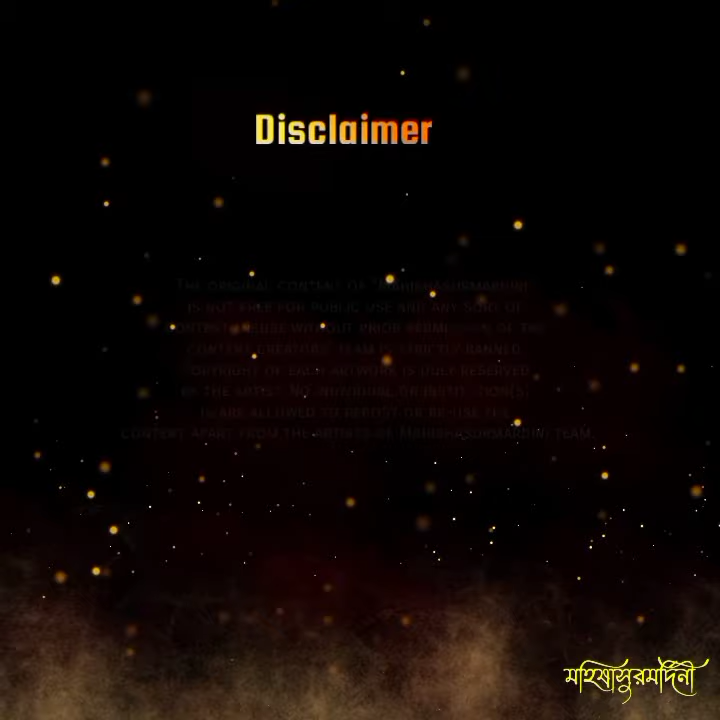 Disclaimer
THE ORIGINAL CONTENT OF "MAHISHASURMARDINI"
IS NOT FREE FOR PUBLIC USE AND ANY SORT OF
CONTENT REUSE WITHOUT PRIOR PERMISSION OF THE
CONTENT CREATORS' TEAM IS STRICTLY BANNED.
COPYRIGHT OF EACH ARTWORK IS DULY RESERVED
BY THE ARTIST. NO INDIVIDUAL OR INSTITUTION(S)
IS/ARE ALLOWED TO REPOST OR RE-USE THE
CONTENT APART FROM THE ARTISTS OF MAHISHASURMARDINI TEAM.
মহিষাসুরমর্দিনী